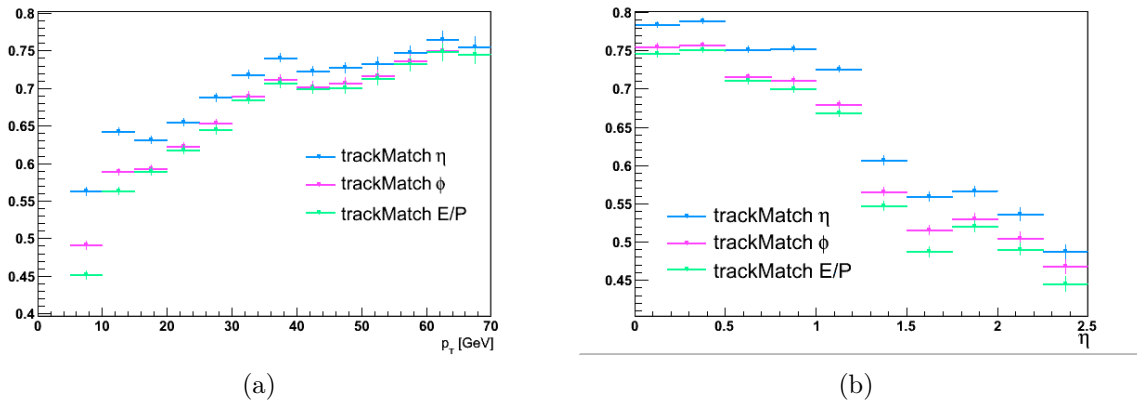 0.8
0.75
0.7
0.65
0.6
0.55
0.5
0.45
0.4
trackMatch η
trackMatch ϕ
trackMatch E/P
0 10 20 30 40 50 60 70
p_T [GeV]
(a)
0.8
0.75
0.7
0.65
0.6
0.55
0.5
0.45
trackMatch η
trackMatch ϕ
trackMatch E/P
0 0.5 1 1.5 2 2.5
η
(b)